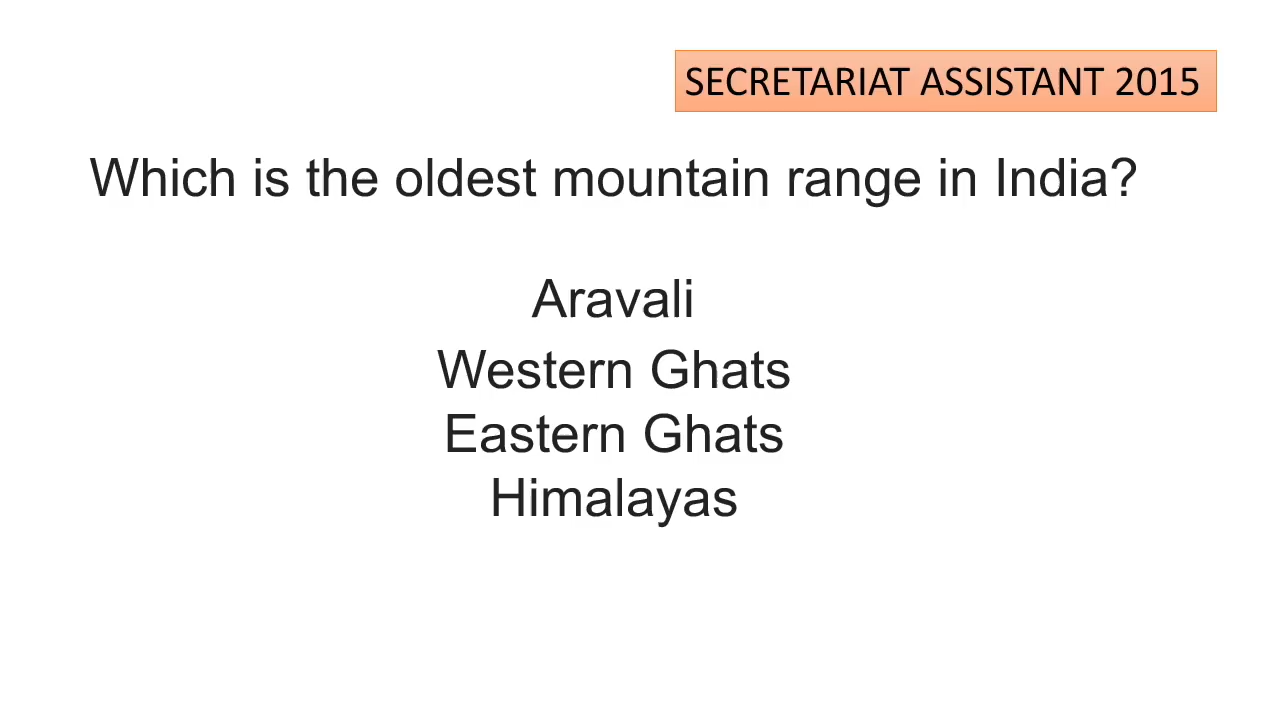 SECRETARIAT ASSISTANT 2015
Which is the oldest mountain range in India?
Aravali
Western Ghats
Eastern Ghats
Himalayas